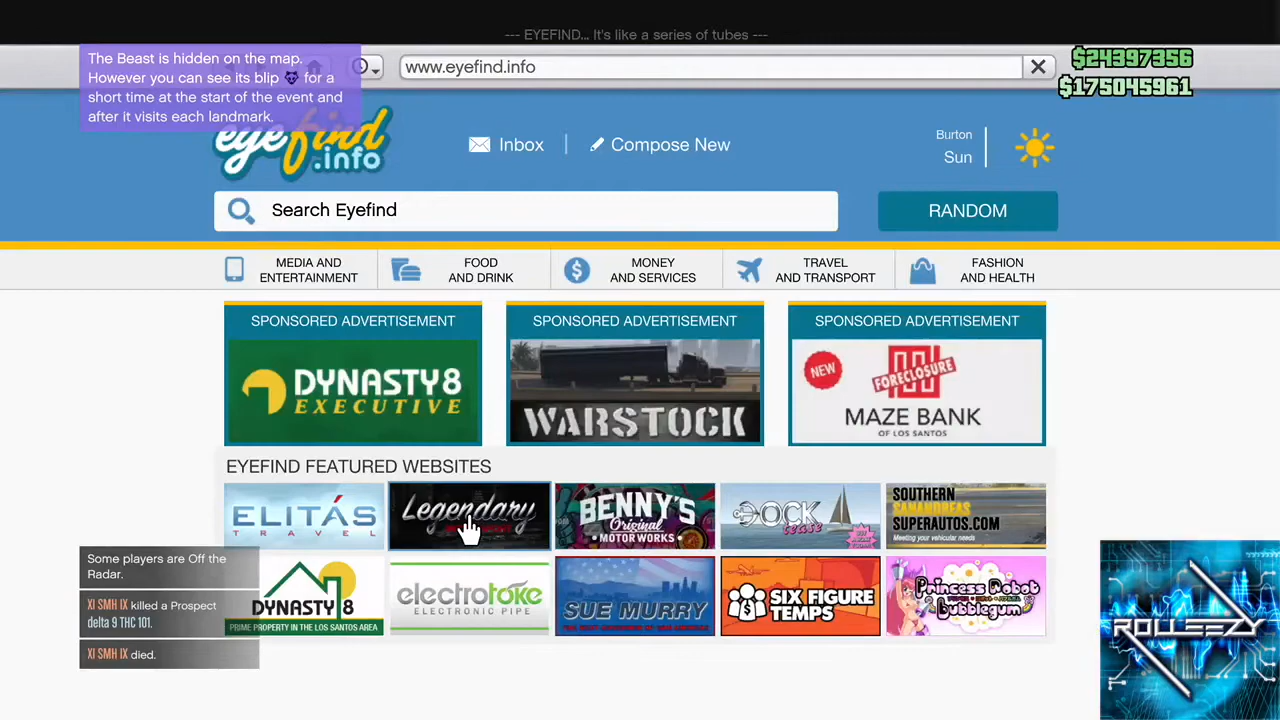 --- EYEFIND... It's like a series of tubes ---
The Beast is hidden on the map.
However you can see its blip for a
short time at the start of the event and
after it visits each landmark.
www.eyefind.info
$24397356
$175045961
eyefind
.info
Inbox
Compose New
Burton
Sun
Search Eyefind
RANDOM
MEDIA AND
ENTERTAINMENT
FOOD
AND DRINK
MONEY
AND SERVICES
TRAVEL
AND TRANSPORT
FASHION
AND HEALTH
SPONSORED ADVERTISEMENT
SPONSORED ADVERTISEMENT
SPONSORED ADVERTISEMENT
DYNASTY 8
EXECUTIVE
WARSTOCK
NEW
FORECLOSURE
MAZE BANK
OF LOS SANTOS
EYEFIND FEATURED WEBSITES
ELITÁS
TRAVEL
Legendary
BENNY'S
Original
MOTOR WORKS
DOCK
tease
SOUTHERN
SANANDREAS
SUPERAUTOS.COM
Meeting your vehicular needs
Some players are Off the
Radar.
XI SMH IX killed a Prospect
delta 9 THC 101.
XI SMH IX died.
DYNASTY 8
PRIME PROPERTY IN THE LOS SANTOS AREA
electrotoke
ELECTRONIC PIPE
SUE MURRY
SIX FIGURE
TEMPS
Princess Robot
Bubblegum
ROLLEEZY